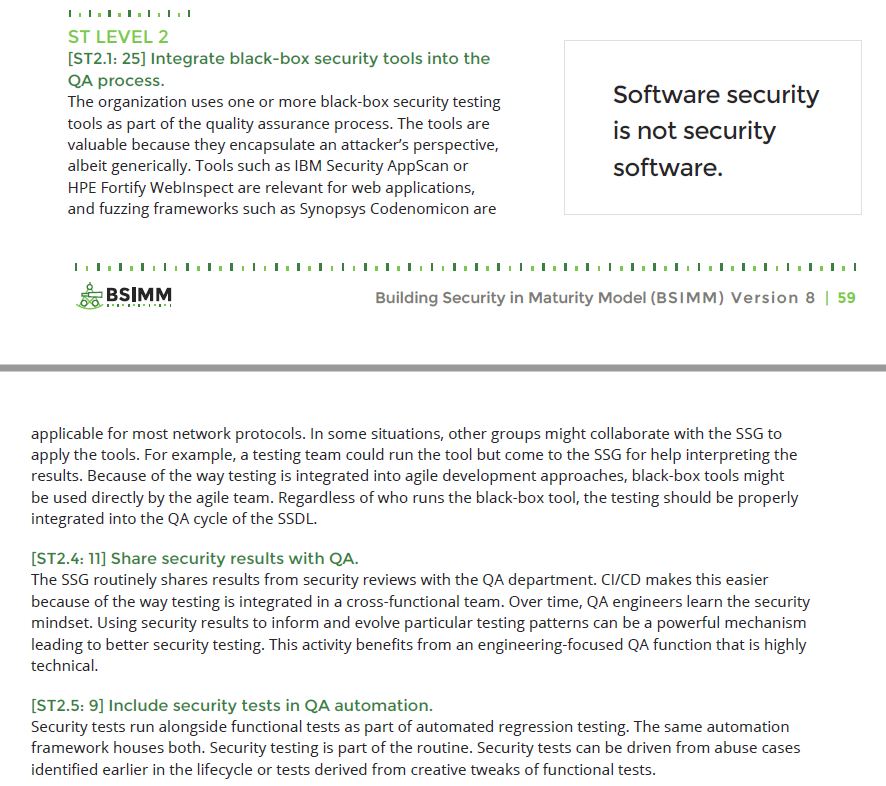 ST LEVEL 2
[ST2.1: 25] Integrate black-box security tools into the
QA process.
The organization uses one or more black-box security testing
tools as part of the quality assurance process. The tools are
valuable because they encapsulate an attacker’s perspective,
albeit generically. Tools such as IBM Security AppScan or
HPE Fortify WebInspect are relevant for web applications,
and fuzzing frameworks such as Synopsys Codenomicon are
Software security
is not security
software.
BSIMM
Building Security in Maturity Model (BSIMM) Version 8 | 59
applicable for most network protocols. In some situations, other groups might collaborate with the SSG to
apply the tools. For example, a testing team could run the tool but come to the SSG for help interpreting the
results. Because of the way testing is integrated into agile development approaches, black-box tools might
be used directly by the agile team. Regardless of who runs the black-box tool, the testing should be properly
integrated into the QA cycle of the SSDL.
[ST2.4: 11] Share security results with QA.
The SSG routinely shares results from security reviews with the QA department. CI/CD makes this easier
because of the way testing is integrated in a cross-functional team. Over time, QA engineers learn the security
mindset. Using security results to inform and evolve particular testing patterns can be a powerful mechanism
leading to better security testing. This activity benefits from an engineering-focused QA function that is highly
technical.
[ST2.5: 9] Include security tests in QA automation.
Security tests run alongside functional tests as part of automated regression testing. The same automation
framework houses both. Security testing is part of the routine. Security tests can be driven from abuse cases
identified earlier in the lifecycle or tests derived from creative tweaks of functional tests.